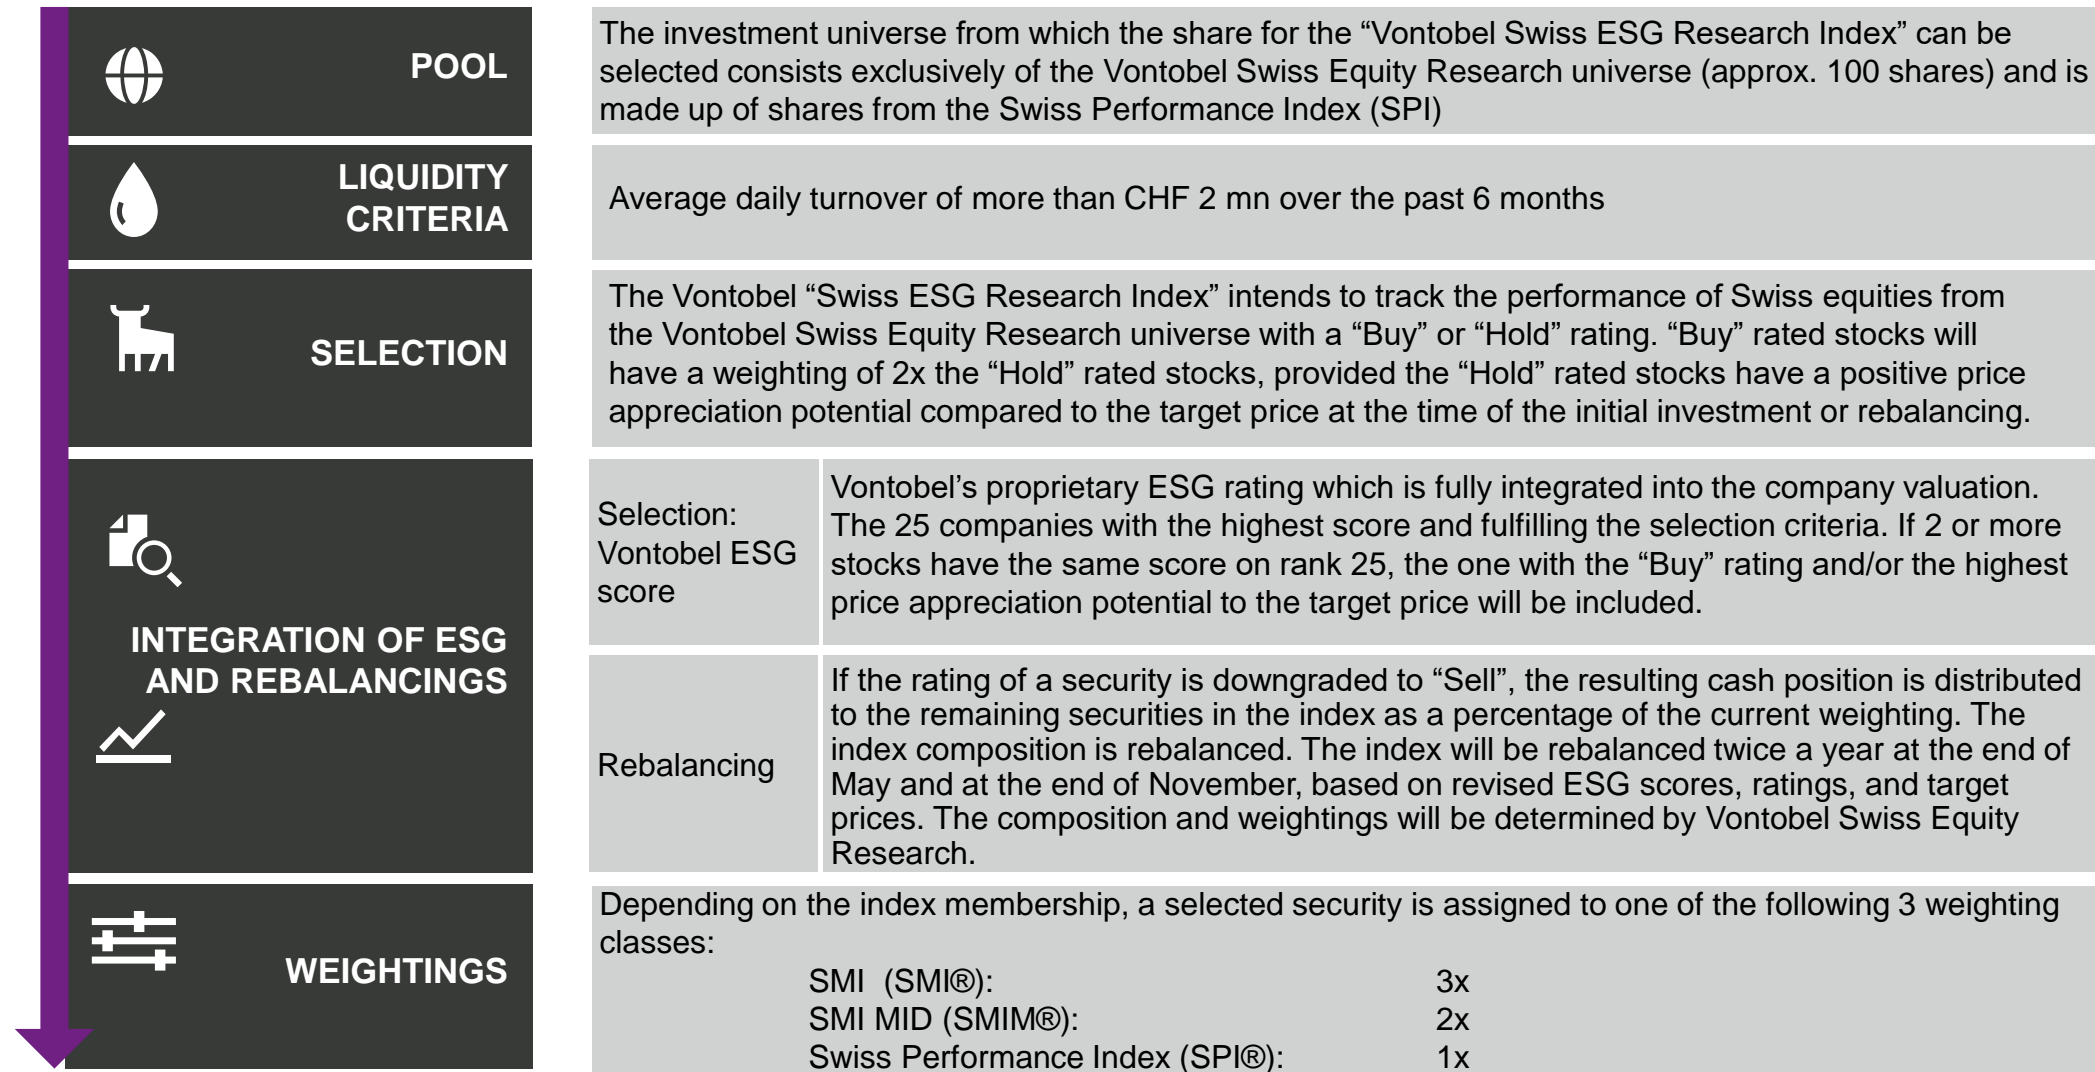 POOL
The investment universe from which the share for the “Vontobel Swiss ESG Research Index” can be
selected consists exclusively of the Vontobel Swiss Equity Research universe (approx. 100 shares) and is
made up of shares from the Swiss Performance Index (SPI)
LIQUIDITY
CRITERIA
Average daily turnover of more than CHF 2 mn over the past 6 months
SELECTION
The Vontobel “Swiss ESG Research Index” intends to track the performance of Swiss equities from
the Vontobel Swiss Equity Research universe with a “Buy” or “Hold” rating. “Buy” rated stocks will
have a weighting of 2x the “Hold” rated stocks, provided the “Hold” rated stocks have a positive price
appreciation potential compared to the target price at the time of the initial investment or rebalancing.
INTEGRATION OF ESG
AND REBALANCINGS
Selection:
Vontobel ESG
score
Vontobel’s proprietary ESG rating which is fully integrated into the company valuation.
The 25 companies with the highest score and fulfilling the selection criteria. If 2 or more
stocks have the same score on rank 25, the one with the “Buy” rating and/or the highest
price appreciation potential to the target price will be included.
Rebalancing
If the rating of a security is downgraded to “Sell”, the resulting cash position is distributed
to the remaining securities in the index as a percentage of the current weighting. The
index composition is rebalanced. The index will be rebalanced twice a year at the end of
May and at the end of November, based on revised ESG scores, ratings, and target
prices. The composition and weightings will be determined by Vontobel Swiss Equity
Research.
WEIGHTINGS
Depending on the index membership, a selected security is assigned to one of the following 3 weighting
classes:
SMI (SMI®): 3x
SMI MID (SMIM®): 2x
Swiss Performance Index (SPI®): 1x